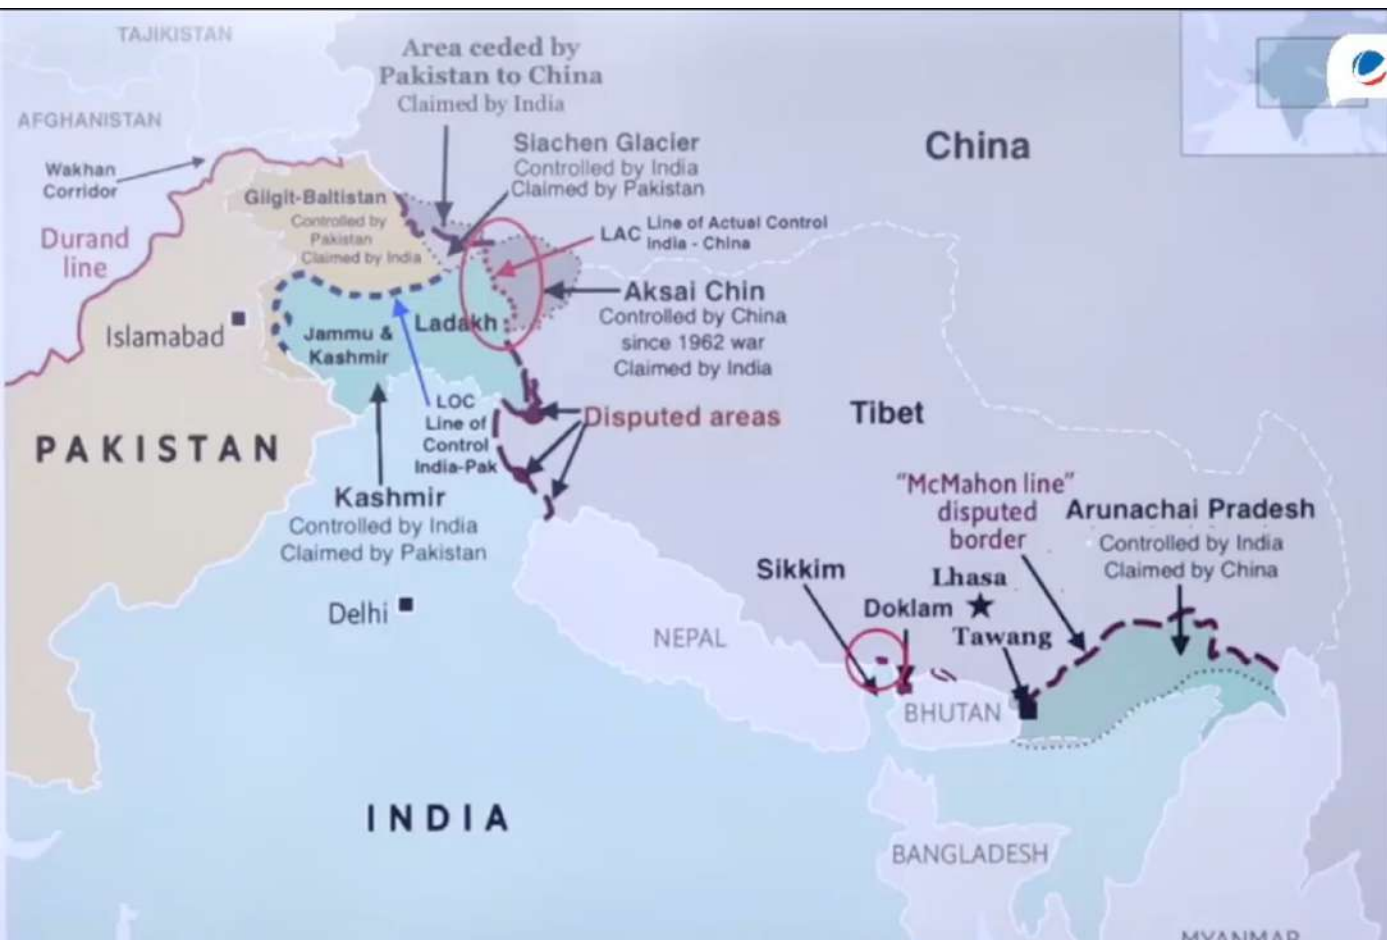 TAJIKISTAN
Area ceded by
Pakistan to China
Claimed by India
AFGHANISTAN
China
Siachen Glacier
Controlled by India
Claimed by Pakistan
Wakhan
Corridor
Gilgit-Baltistan
Controlled by
Pakistan
Claimed by India
LAC
Line of Actual Control
India - China
Durand
line
Aksai Chin
Controlled by China
since 1962 war
Claimed by India
Islamabad
Jammu &
Kashmir
Ladakh
LOC
Line of
Control
India-Pak
Disputed areas
Tibet
PAKISTAN
Kashmir
Controlled by India
Claimed by Pakistan
"McMahon line"
disputed
border
Arunachai Pradesh
Controlled by India
Claimed by China
Sikkim
Lhasa
Doklam
Tawang
Delhi
NEPAL
BHUTAN
INDIA
BANGLADESH
MYANMAR